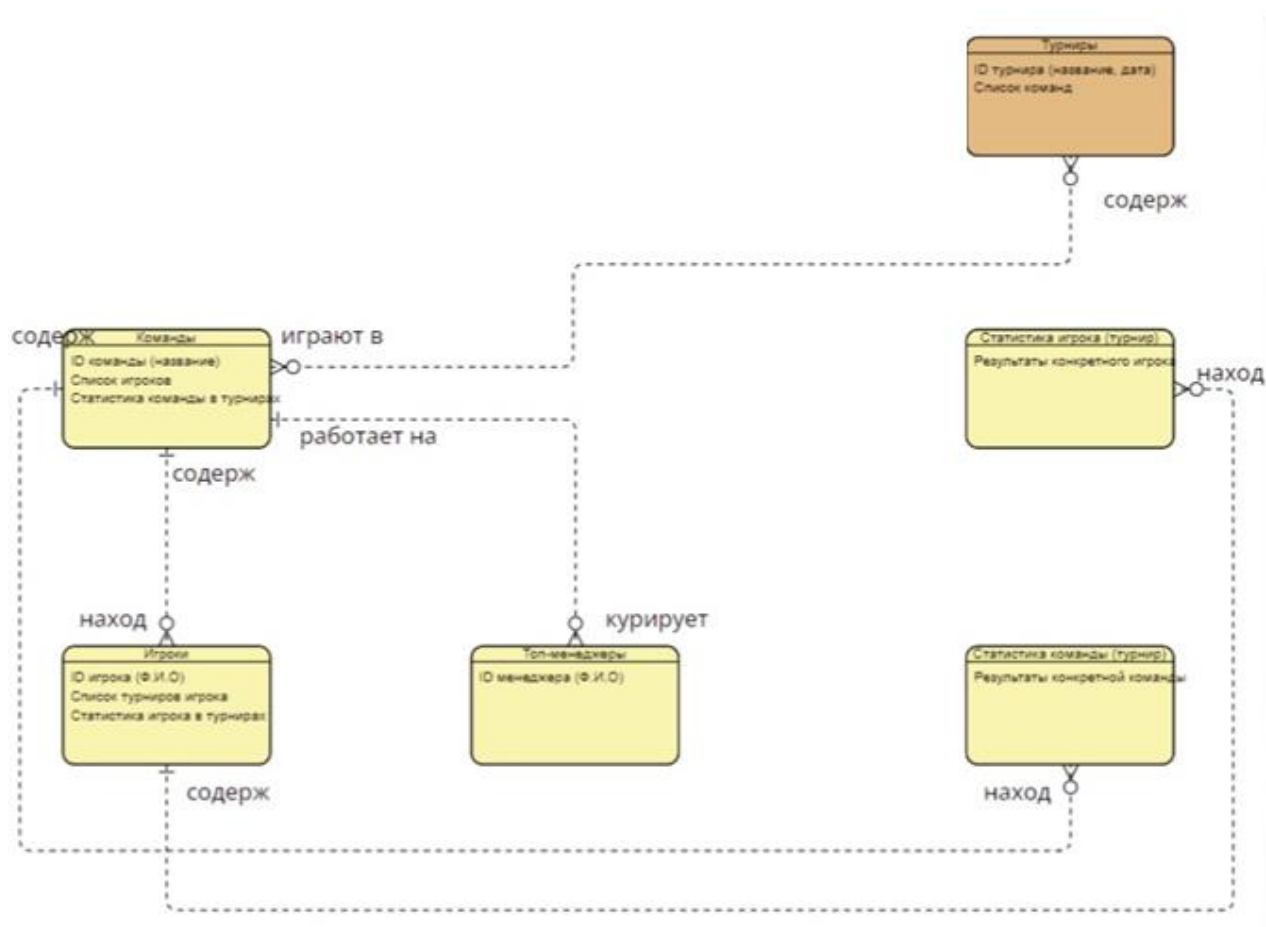 Турниры
ID турнира (название, дата)
Список команд
содерж
содерж
Команды
играют в
ID команды (название)
Список игроков
Статистика команды в турнирах
работает на
содерж
Статистика игрока (турнир)
Результаты конкретного игрока
наход
наход
Игроки
ID игрока (Ф.И.О)
Список турниров игрока
Статистика игрока в турнирах
содерж
курирует
Топ-менеджеры
ID менеджера (Ф.И.О)
Статистика команды (турнир)
Результаты конкретной команды
наход